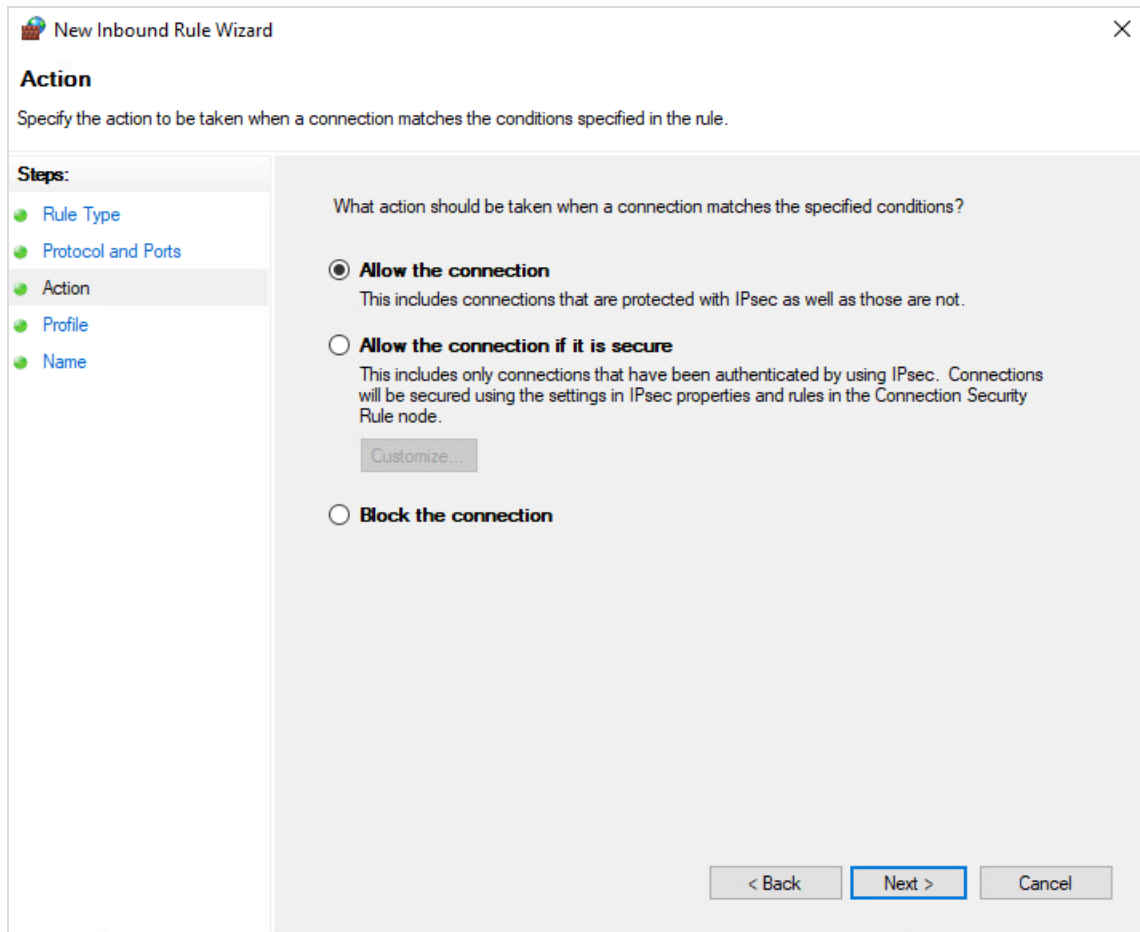 New Inbound Rule Wizard
Action
Specify the action to be taken when a connection matches the conditions specified in the rule.
Steps:
Rule Type
Protocol and Ports
Action
Profile
Name
What action should be taken when a connection matches the specified conditions?
Allow the connection
This includes connections that are protected with IPsec as well as those are not.
Allow the connection if it is secure
This includes only connections that have been authenticated by using IPsec. Connections
will be secured using the settings in IPsec properties and rules in the Connection Security
Rule node.
Customize...
Block the connection
< Back
Next >
Cancel